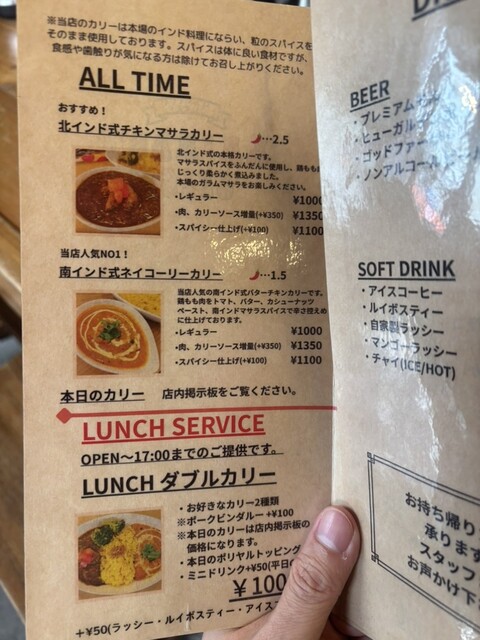 ※当店のカリーは本場のインド料理にならい、粒のスパイスを
そのまま使用しております。スパイスは体に良い食材ですが、
食感や歯触りが気になる方は除けてお召し上がりください。
ALL TIME
おすすめ！
北インド式チキンマサラカリー 🌶…2.5
北インド式の本格カリーです。
マサラスパイスをふんだんに使用し、鶏もも
じっくり柔らかく煮込みました。
本場のガラムマサラをお楽しみください。
・レギュラー ¥1000
・肉、カリーソース増量(+¥350) ¥1350
・スパイシー仕上げ(+¥100) ¥1100
当店人気NO1！
南インド式ネイコーリーカリー 🌶…1.5
当店人気の南インド式バターチキンカリーです。
鶏もも肉をトマト、バター、カシューナッツ
ペースト、南インドマサラスパイスで辛さ控えめ
に仕上げております。
・レギュラー ¥1000
・肉、カリーソース増量(+¥350) ¥1350
・スパイシー仕上げ(+¥100) ¥1100
本日のカリー 店内掲示板をご覧ください。
LUNCH SERVICE
OPEN～17:00までのご提供です。
LUNCH ダブルカリー
・お好きなカリー2種類
※ポークビンダルー +¥100
※本日のカリーは店内掲示板の
価格になります。
・本日のポリヤルトッピング
・ミニドリンク+¥50(平日
¥100
+¥50(ラッシー・ルイボスティー・アイス
BEER
・プレミアム
・ヒューガル
・ゴッドファー
・ノンアルコー
SOFT DRINK
・アイスコーヒー
・ルイボスティー
・自家製ラッシー
・マンゴーラッシー
・チャイ(ICE/HOT)
お持ち帰り
承ります
スタッフ
お声かけ下